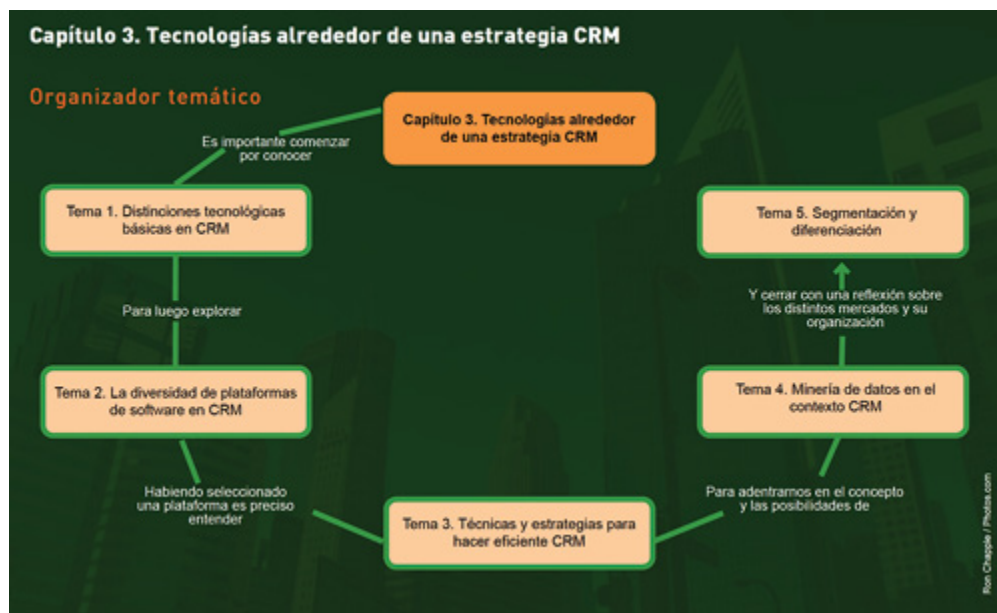 Capítulo 3. Tecnologías alrededor de una estrategia CRM
Organizador temático
Capítulo 3. Tecnologías alrededor
de una estrategia CRM
Es importante comenzar
por conocer
Tema 1. Distinciones tecnológicas
básicas en CRM
Para luego explorar
Tema 2. La diversidad de plataformas
de software en CRM
Habiendo seleccionado
una plataforma es preciso
entender
Tema 3. Técnicas y estrategias para
hacer eficiente CRM
Para adentrarnos en el concepto
y las posibilidades de
Tema 4. Minería de datos en el
contexto CRM
Y cerrar con una reflexión sobre
los distintos mercados y su
organización
Tema 5. Segmentación y
diferenciación
Ron Chapple / Photos.com